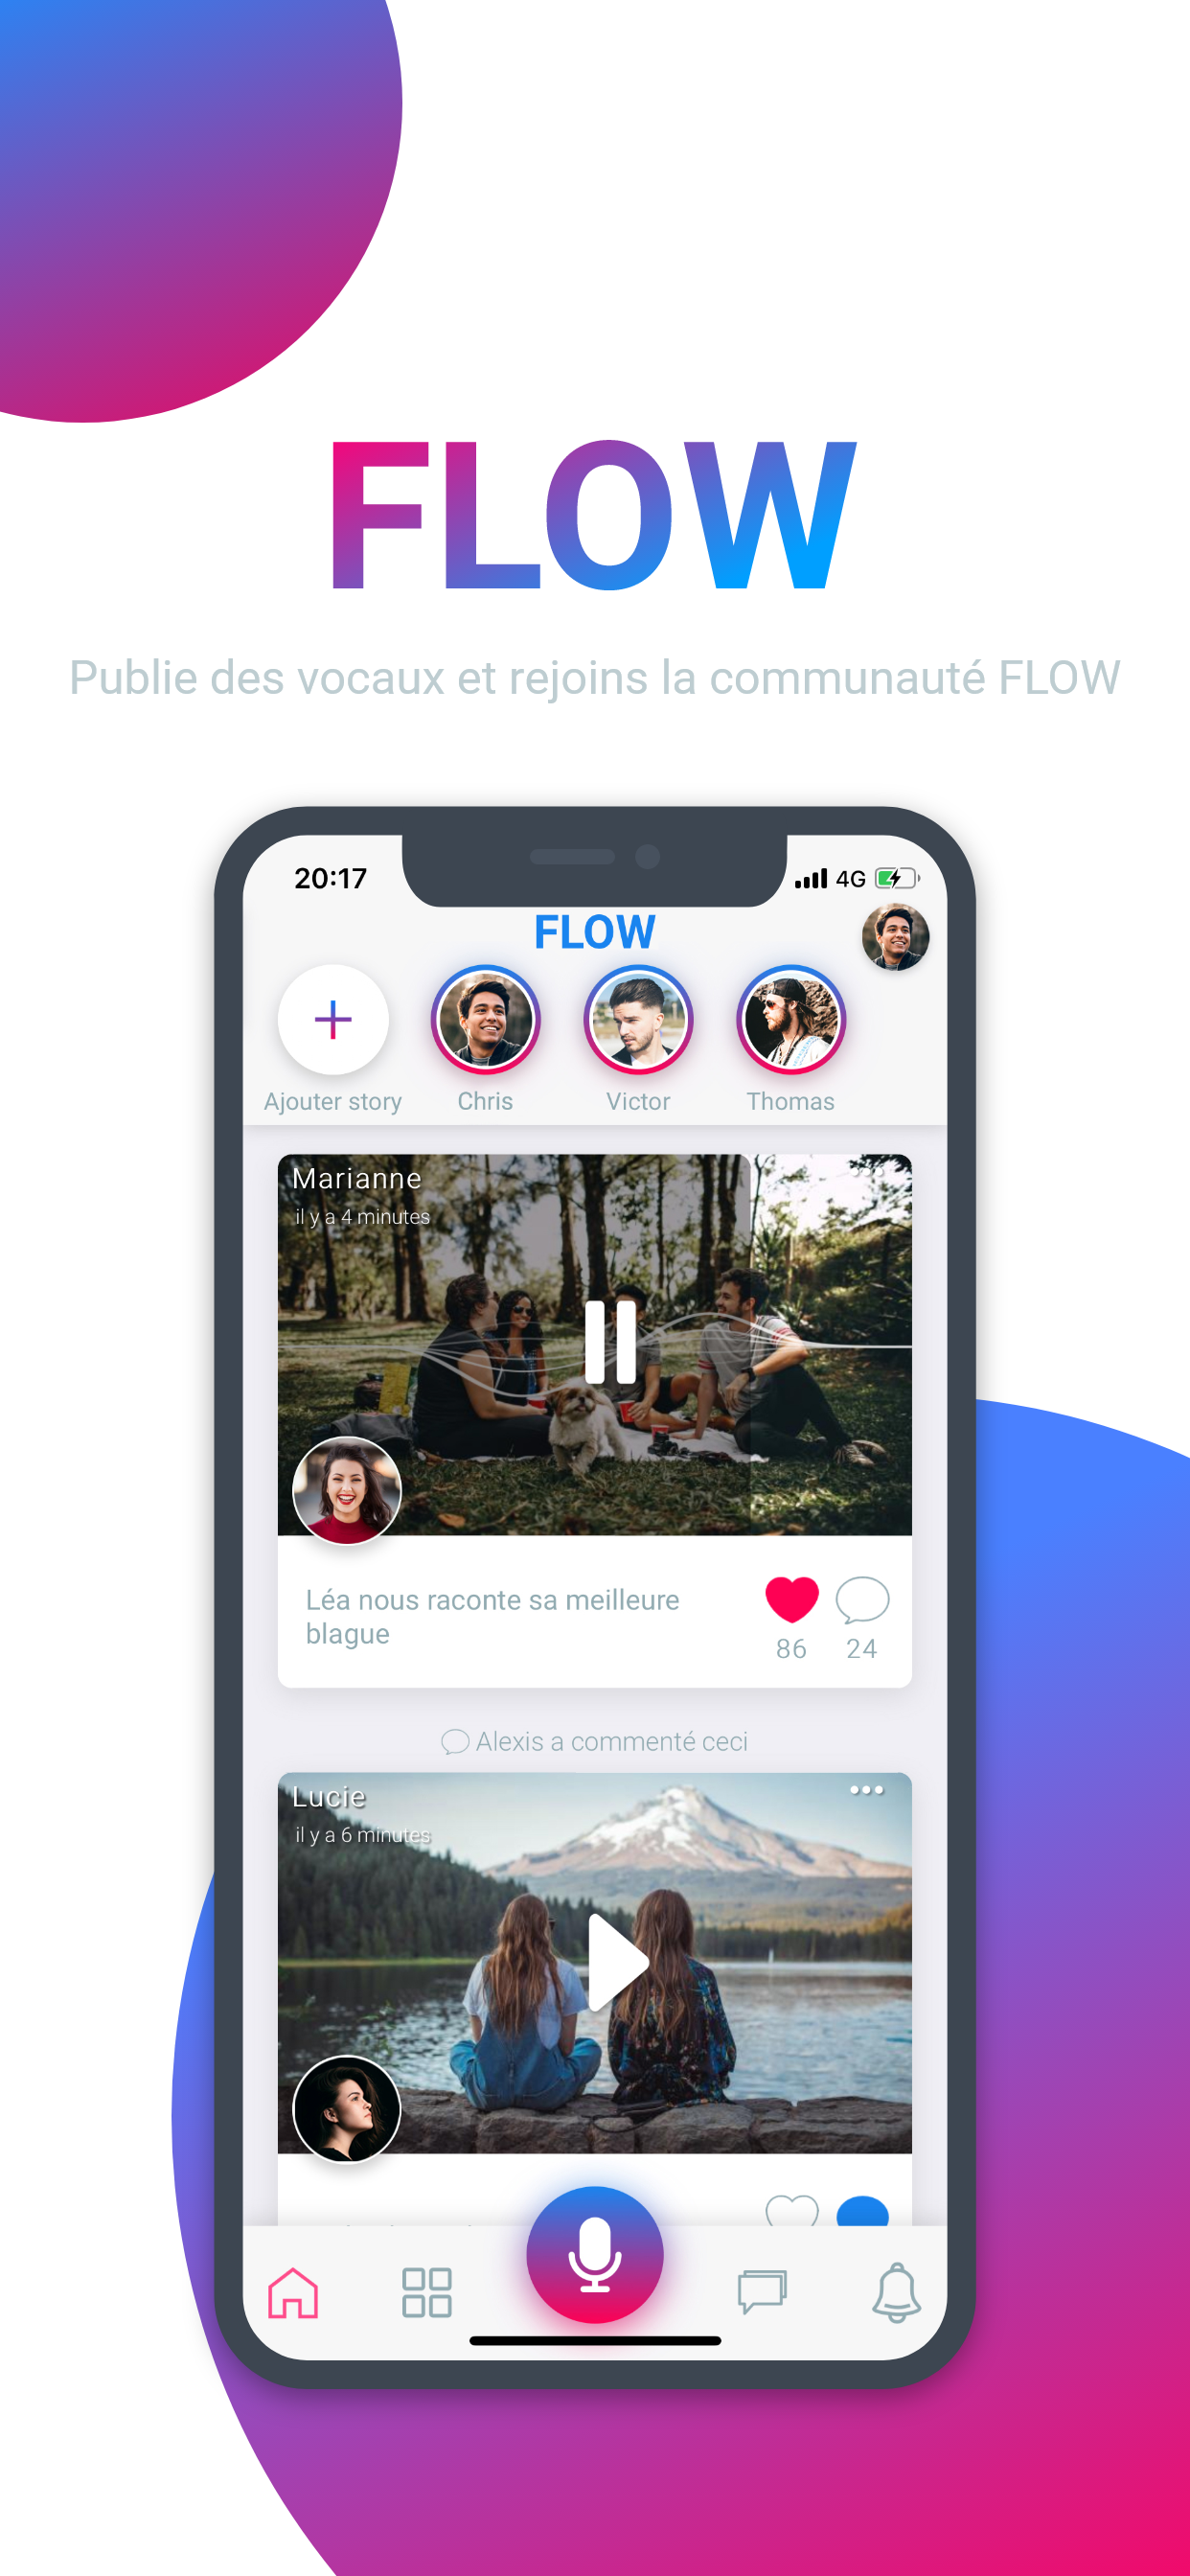 FLOW
Publie des vocaux et rejoins la communauté FLOW
20:17
4G
FLOW
Ajouter story
Chris
Victor
Thomas
Marianne
il y a 4 minutes
Léa nous raconte sa meilleure
blague
86
24
Alexis a commenté ceci
Lucie
il y a 6 minutes